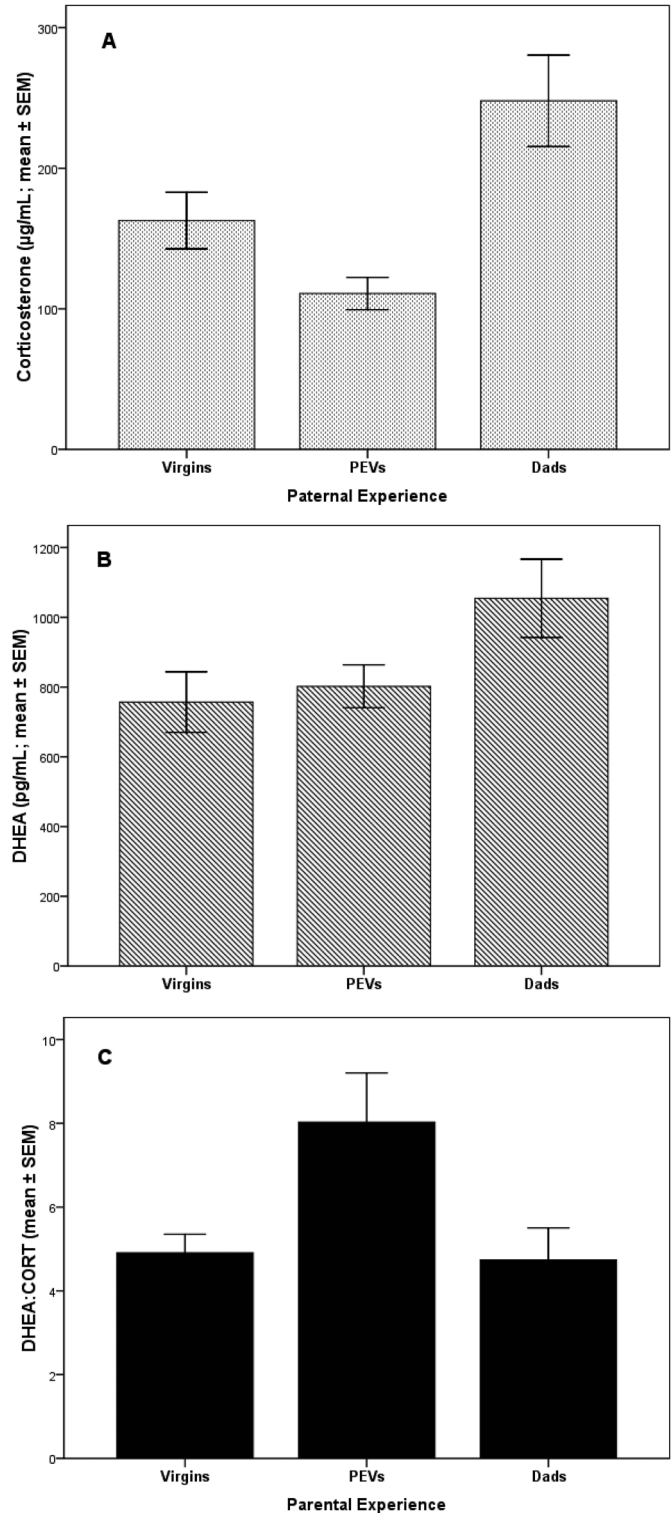 A
Corticosterone (µg/mL; mean ± SEM)
300
200
100
0
Virgins PEVs Dads
Paternal Experience
B
DHEA (pg/mL; mean ± SEM)
1200
1000
800
600
400
200
0
Virgins PEVs Dads
C
DHEA:CORT (mean ± SEM)
10
8
6
4
2
0
Virgins PEVs Dads
Parental Experience